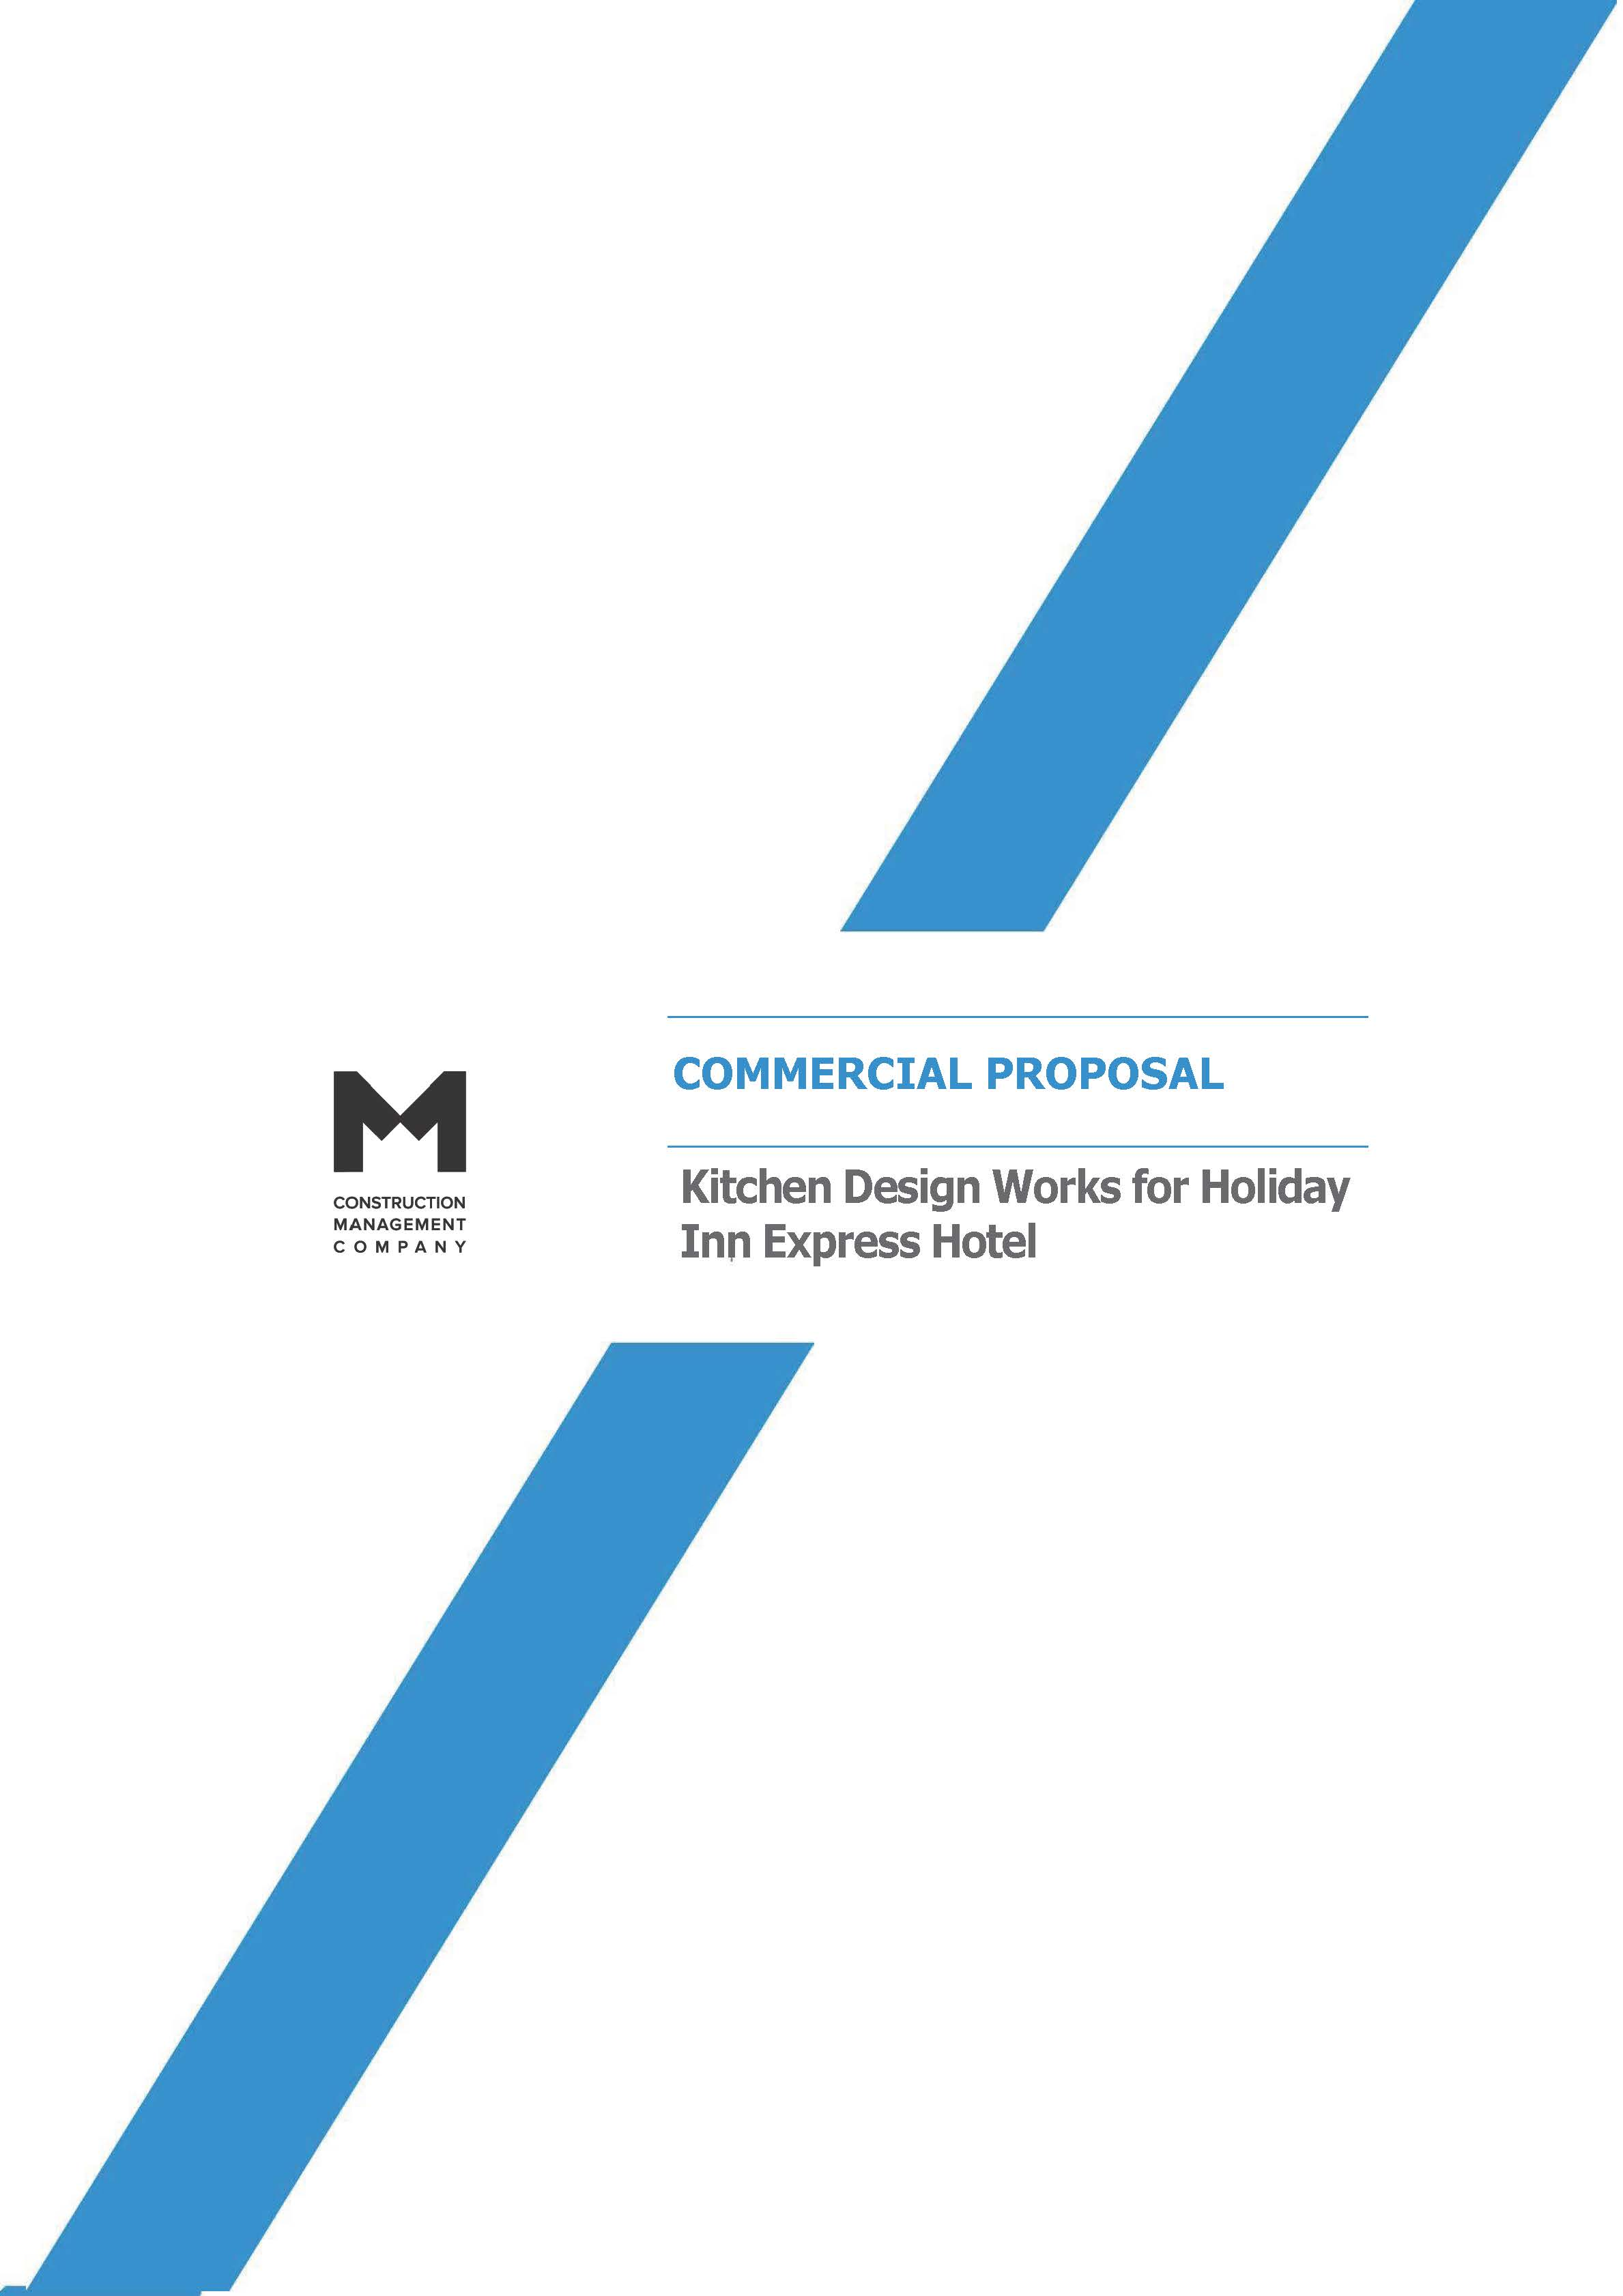 COMMERCIAL PROPOSAL
M
CONSTRUCTION
MANAGEMENT
COMPANY
Kitchen Design Works for Holiday
Inn Express Hotel